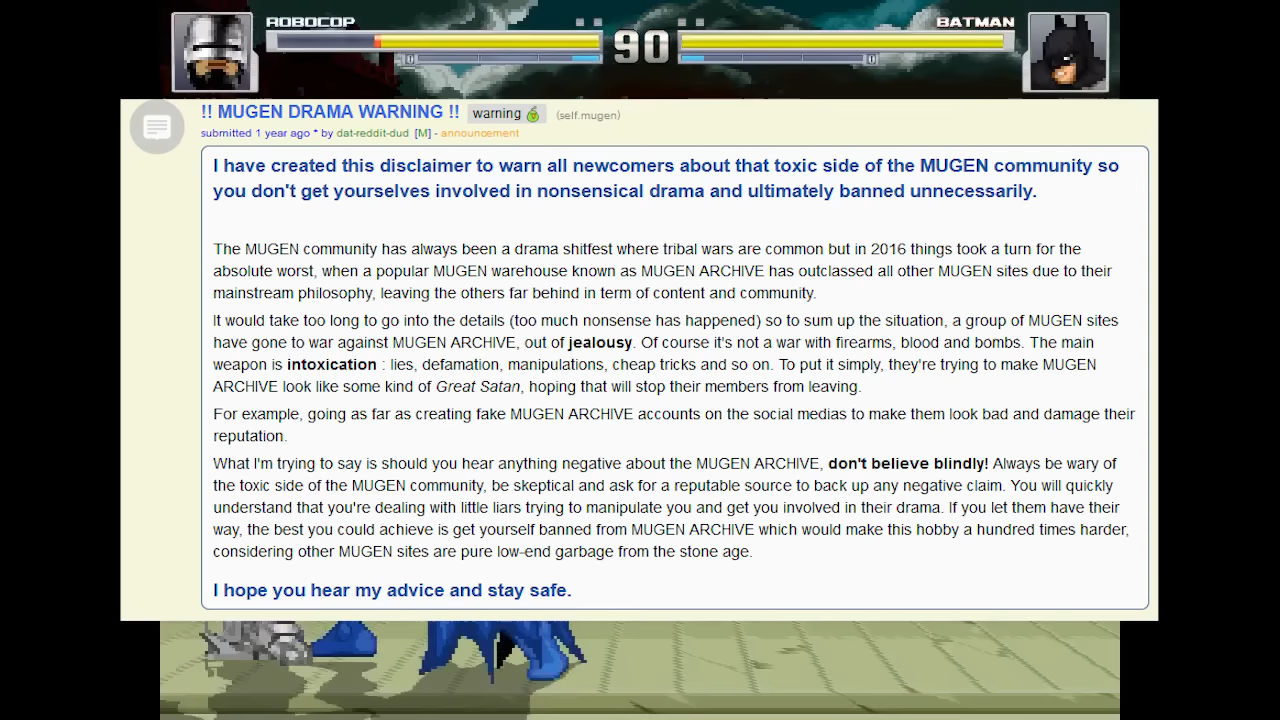 ROBOCOP
90
BATMAN
0
0
!! MUGEN DRAMA WARNING !! warning (self.mugen)
submitted 1 year ago * by dat-reddit-dud [M] - announcement
I have created this disclaimer to warn all newcomers about that toxic side of the MUGEN community so
you don't get yourselves involved in nonsensical drama and ultimately banned unnecessarily.
The MUGEN community has always been a drama shitfest where tribal wars are common but in 2016 things took a turn for the
absolute worst, when a popular MUGEN warehouse known as MUGEN ARCHIVE has outclassed all other MUGEN sites due to their
mainstream philosophy, leaving the others far behind in term of content and community.
It would take too long to go into the details (too much nonsense has happened) so to sum up the situation, a group of MUGEN sites
have gone to war against MUGEN ARCHIVE, out of jealousy. Of course it's not a war with firearms, blood and bombs. The main
weapon is intoxication : lies, defamation, manipulations, cheap tricks and so on. To put it simply, they're trying to make MUGEN
ARCHIVE look like some kind of Great Satan, hoping that will stop their members from leaving.
For example, going as far as creating fake MUGEN ARCHIVE accounts on the social medias to make them look bad and damage their
reputation.
What I'm trying to say is should you hear anything negative about the MUGEN ARCHIVE, don't believe blindly! Always be wary of
the toxic side of the MUGEN community, be skeptical and ask for a reputable source to back up any negative claim. You will quickly
understand that you're dealing with little liars trying to manipulate you and get you involved in their drama. If you let them have their
way, the best you could achieve is get yourself banned from MUGEN ARCHIVE which would make this hobby a hundred times harder,
considering other MUGEN sites are pure low-end garbage from the stone age.
I hope you hear my advice and stay safe.